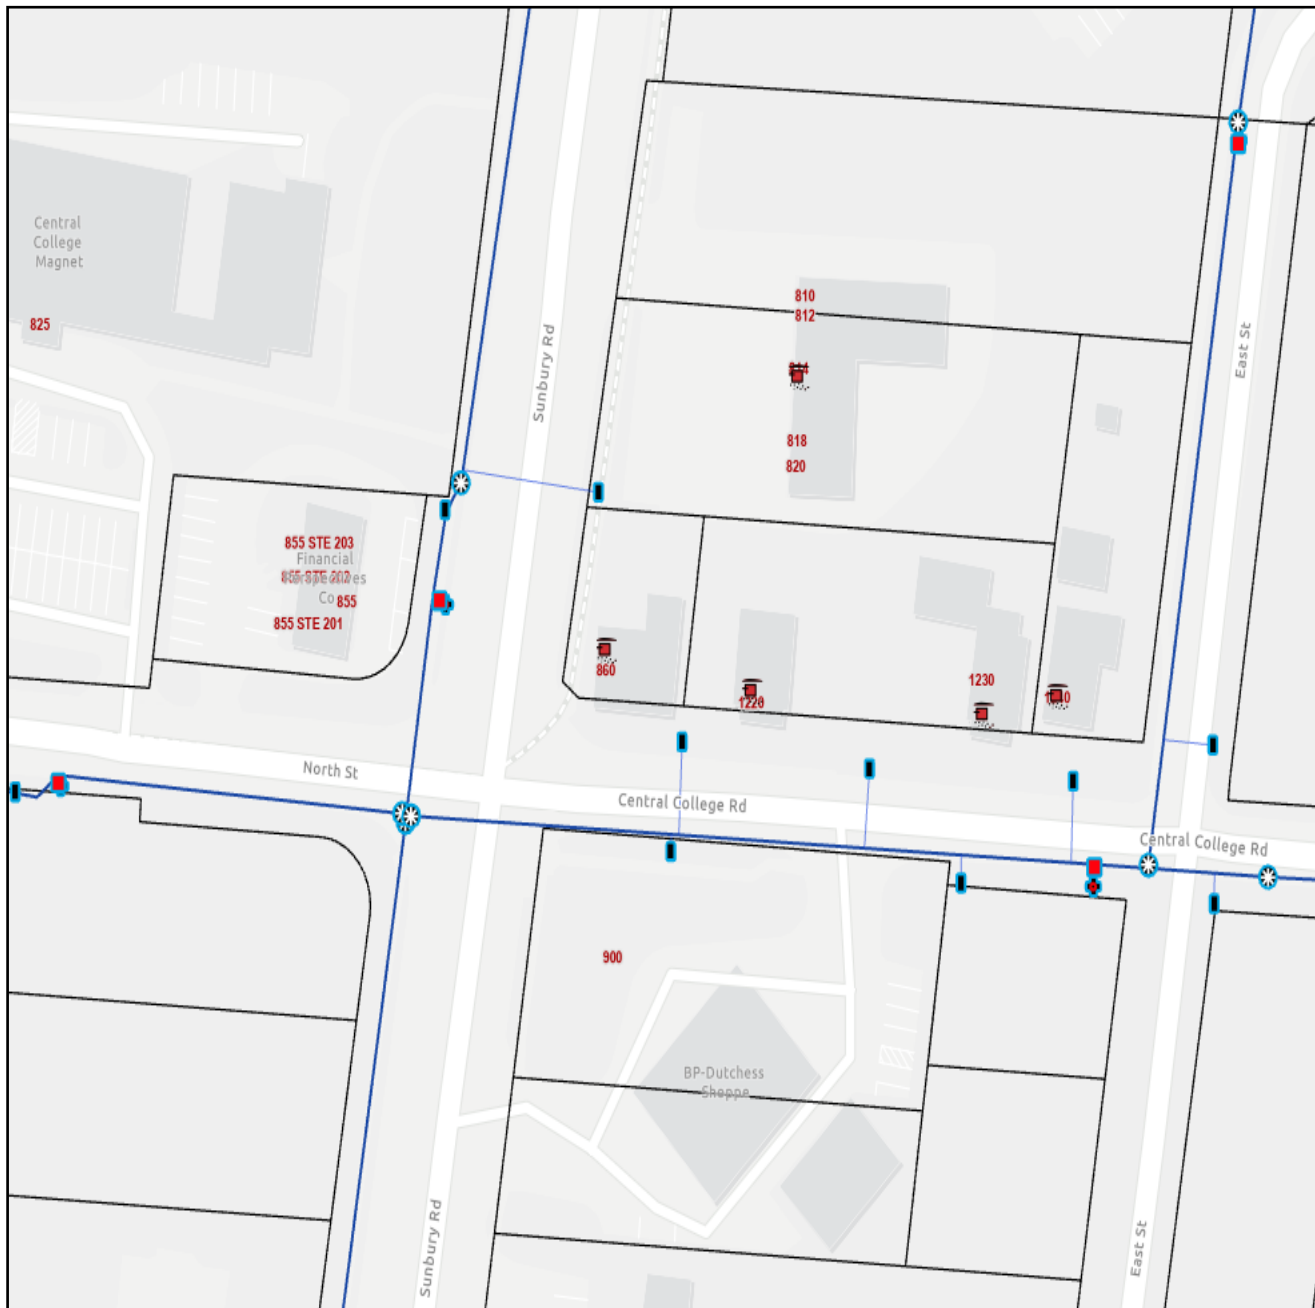 Central
College
Magnet
825
Sunbury Rd
East St
810
812
818
820
855 STE 203
Financial
855
855 STE 201
860
1220
1230
North St
Central College Rd
Central College Rd
900
BP-Dutchess
Shoppe
Sunbury Rd
East St